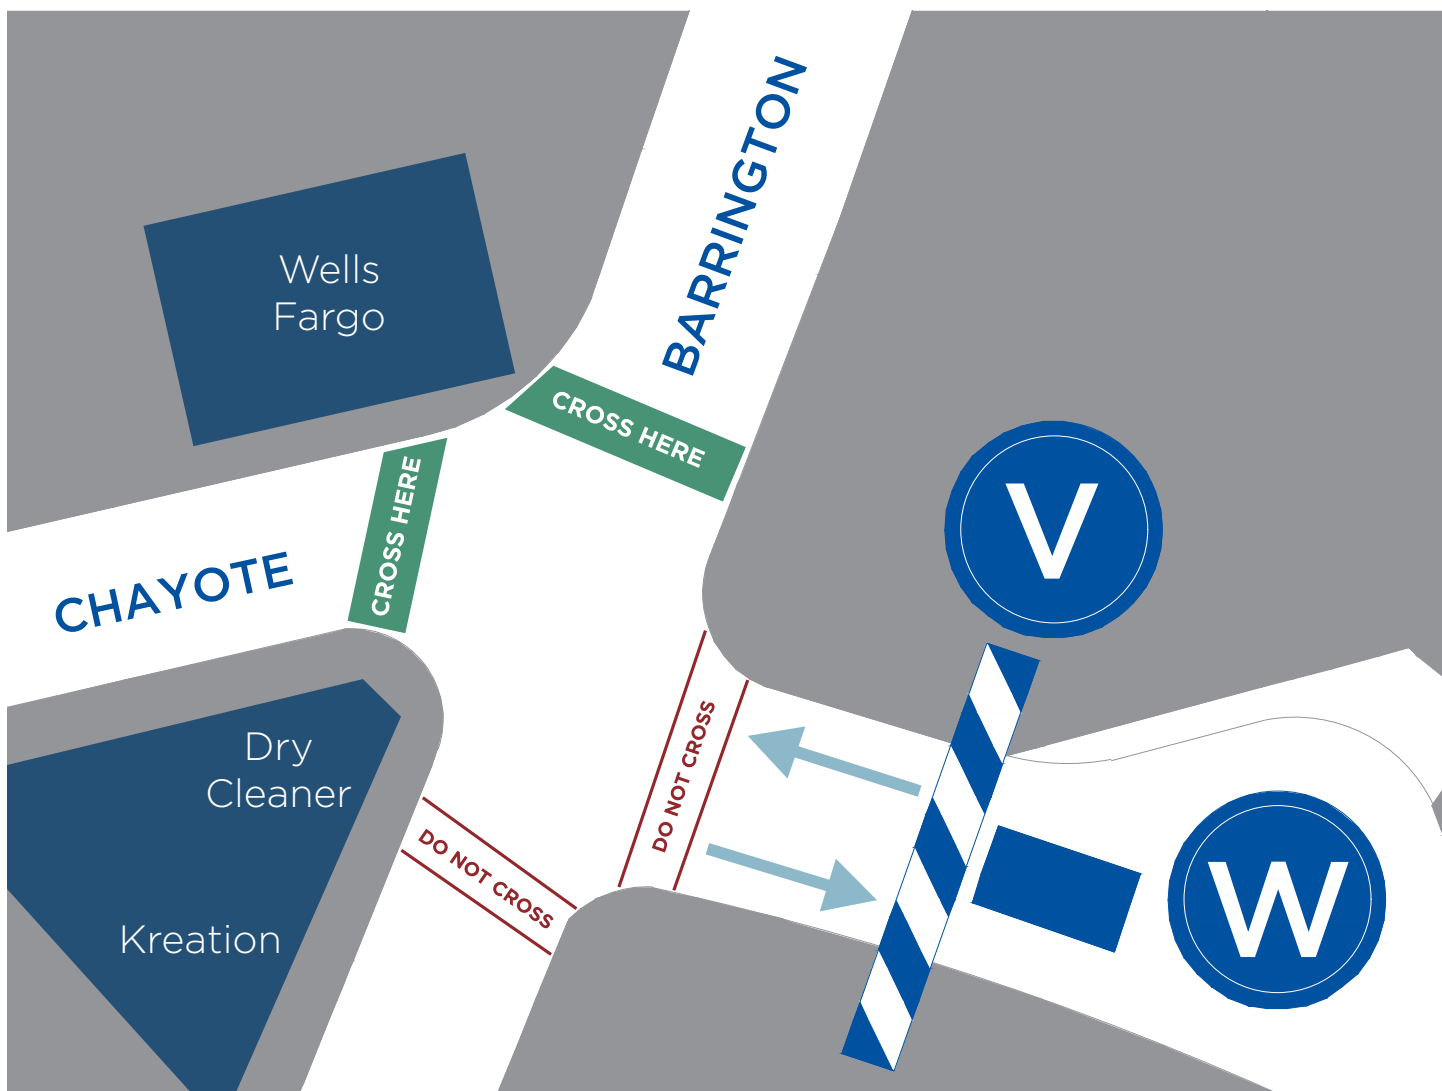 BARRINGTON
Wells
Fargo
CROSS HERE
CROSS HERE
CHAYOTE
V
DO NOT CROSS
Dry
Cleaner
DO NOT CROSS
W
Kreation